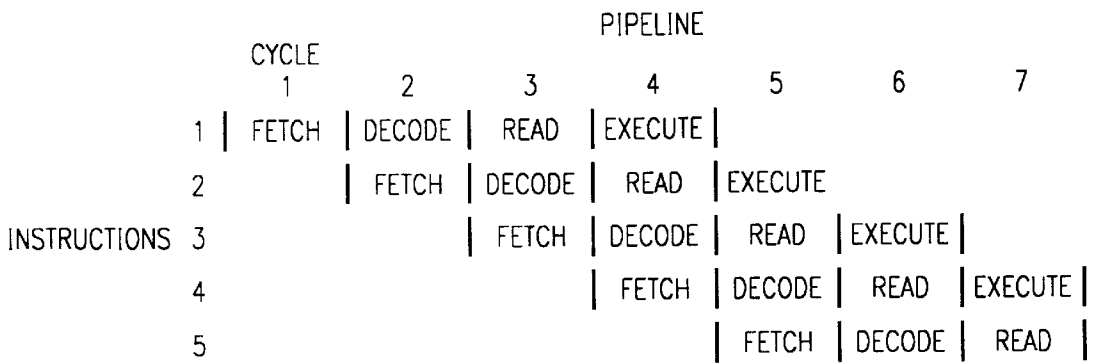 PIPELINE
CYCLE
1 2 3 4 5 6 7
1 | FETCH | DECODE | READ | EXECUTE |
2 | FETCH | DECODE | READ | EXECUTE
INSTRUCTIONS 3 | FETCH | DECODE | READ | EXECUTE |
4 | FETCH | DECODE | READ | EXECUTE |
5 | FETCH | DECODE | READ |